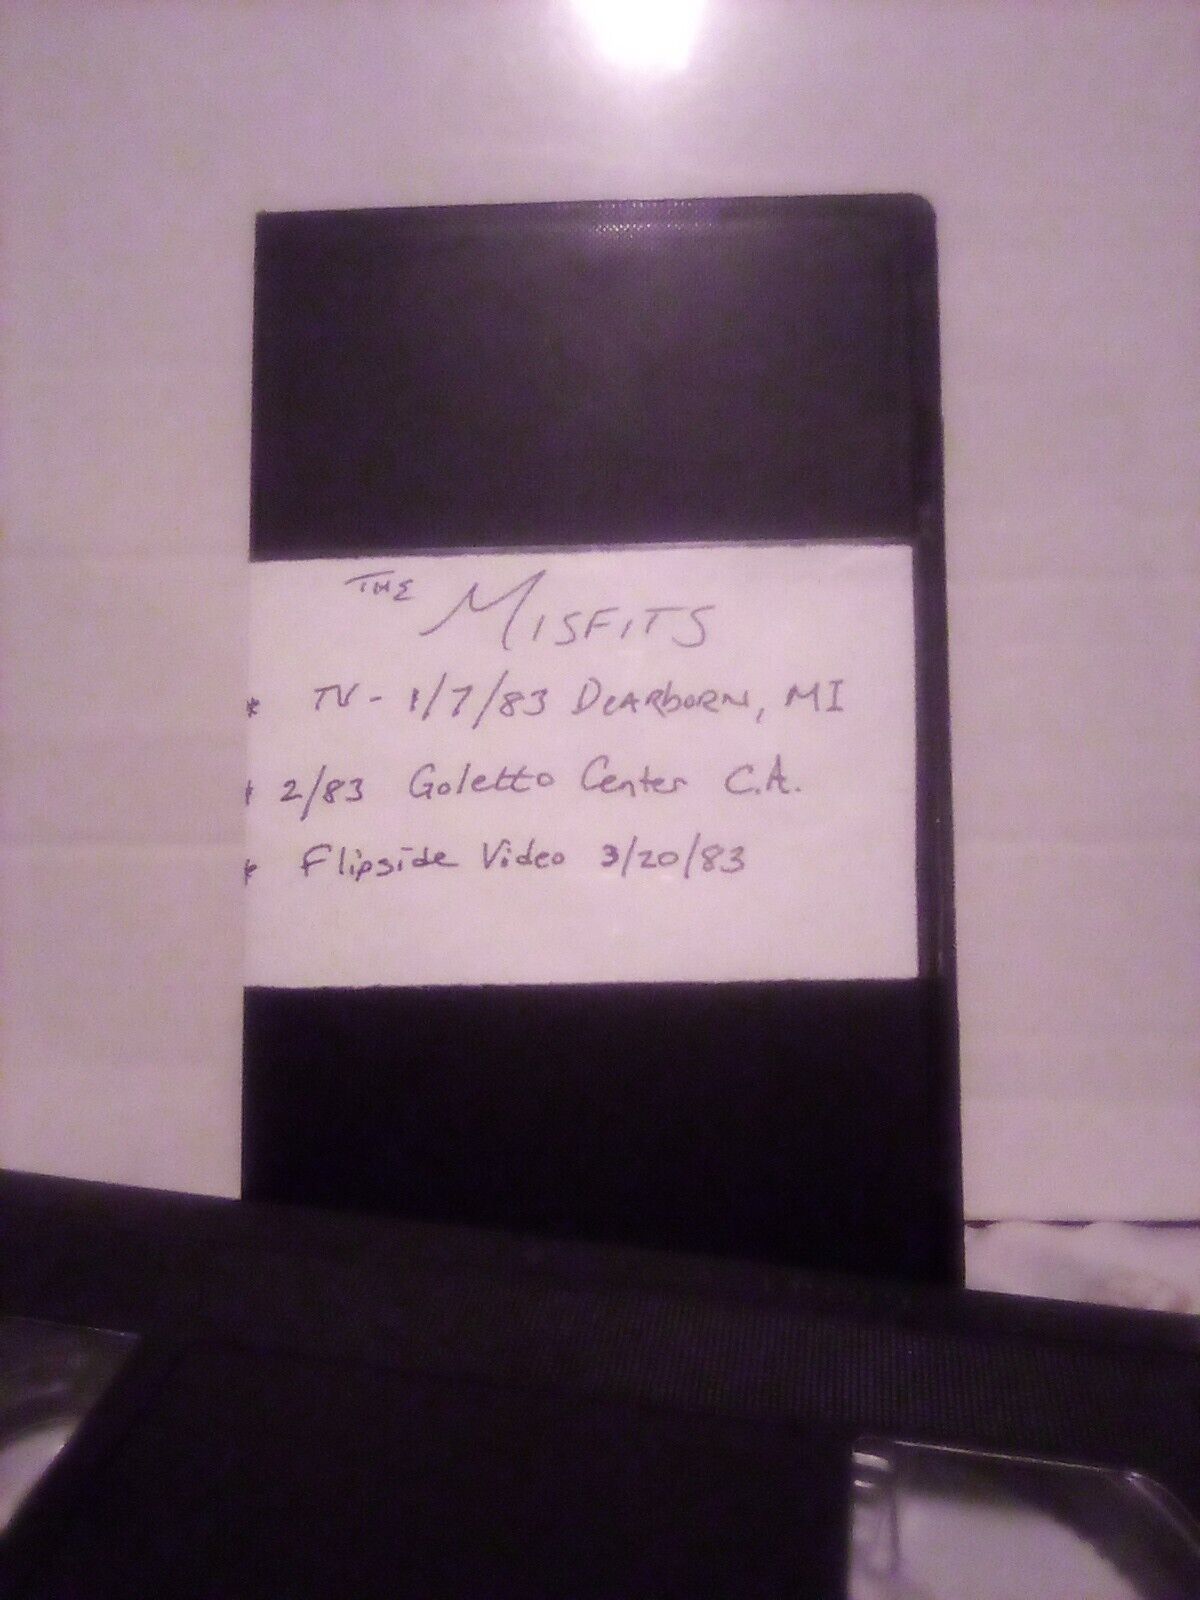 THE MISFITS
* TV - 1/7/83 DEARBORN, MI
* 2/83 Goletto Center C.A.
* Flipside Video 3/20/83